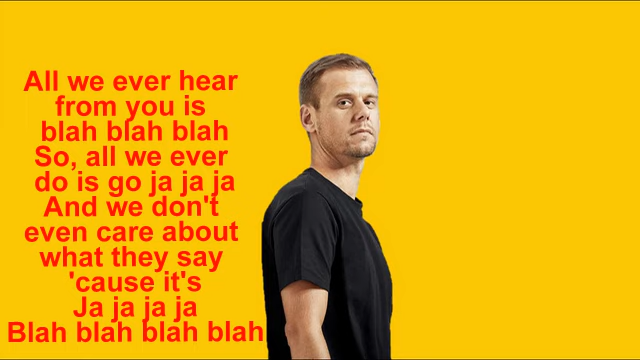 All we ever hear
from you is
blah blah blah
So, all we ever
do is go ja ja ja
And we don't
even care about
what they say
'cause it's
Ja ja ja ja
Blah blah blah blah